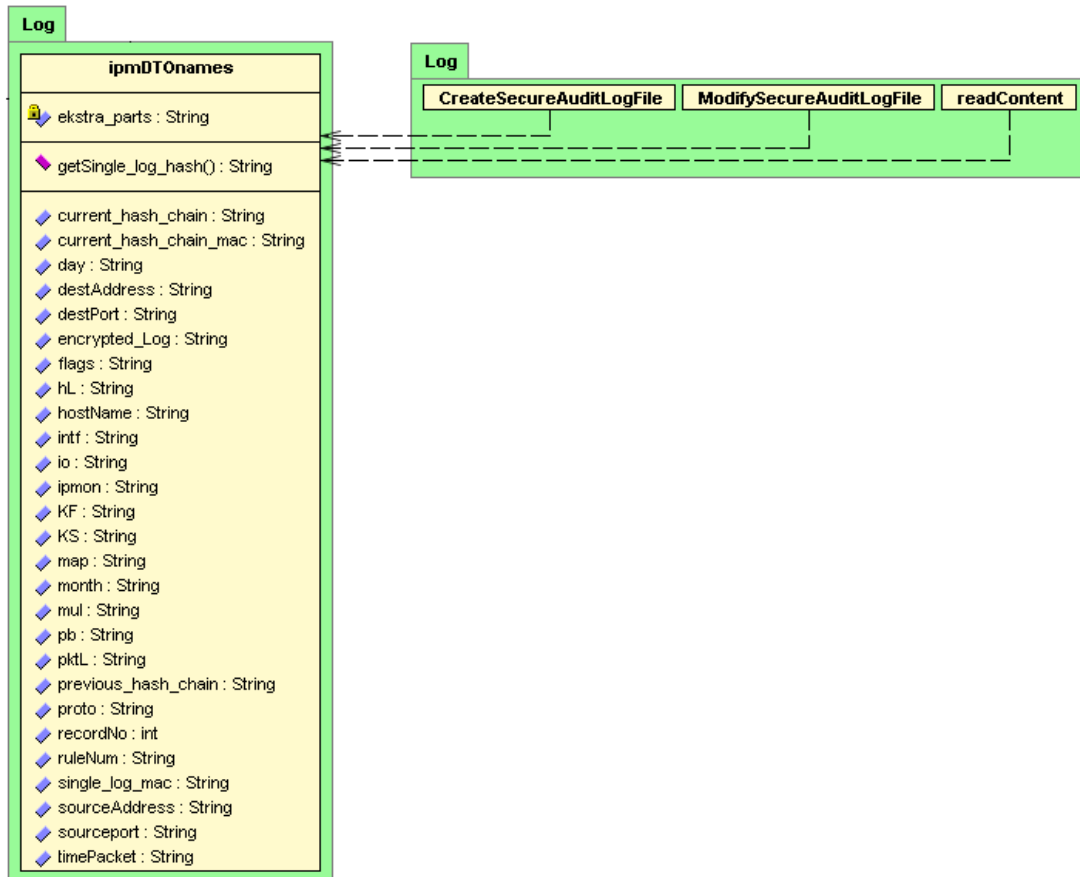 Log
ipmDTOnames
ekstra_parts : String
getSingle_log_hash() : String
current_hash_chain : String
current_hash_chain_mac : String
day : String
destAddress : String
destPort : String
encrypted_Log : String
flags : String
hL : String
hostName : String
intf : String
io : String
ipmon : String
KF : String
KS : String
map : String
month : String
mul : String
pb : String
pktL : String
previous_hash_chain : String
proto : String
recordNo : int
ruleNum : String
single_log_mac : String
sourceAddress : String
sourceport : String
timePacket : String
Log
CreateSecureAuditLogFile ModifySecureAuditLogFile readContent